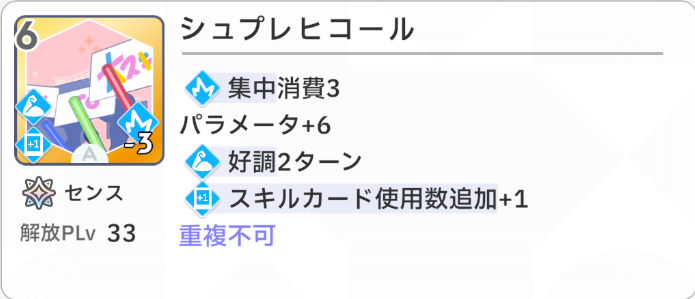 シュプレヒコール
6
-3
A
+1
集中消費3
パラメータ+6
好調2ターン
+1
スキルカード使用数追加+1
重複不可
センス
解放PLv 33